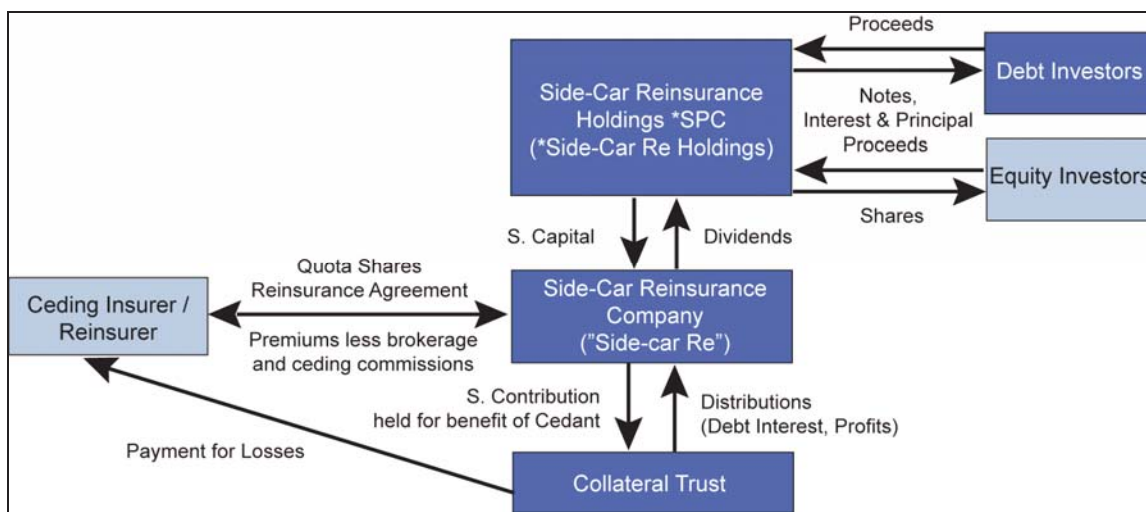 Proceeds
Debt Investors
Side-Car Reinsurance
Holdings *SPC
(*Side-Car Re Holdings)
Notes,
Interest & Principal
Proceeds
Equity Investors
Shares
S. Capital
Dividends
Quota Shares
Reinsurance Agreement
Ceding Insurer /
Reinsurer
Side-Car Reinsurance
Company
("Side-car Re")
Premiums less brokerage
and ceding commissions
S. Contribution
held for benefit of Cedant
Distributions
(Debt Interest, Profits)
Payment for Losses
Collateral Trust